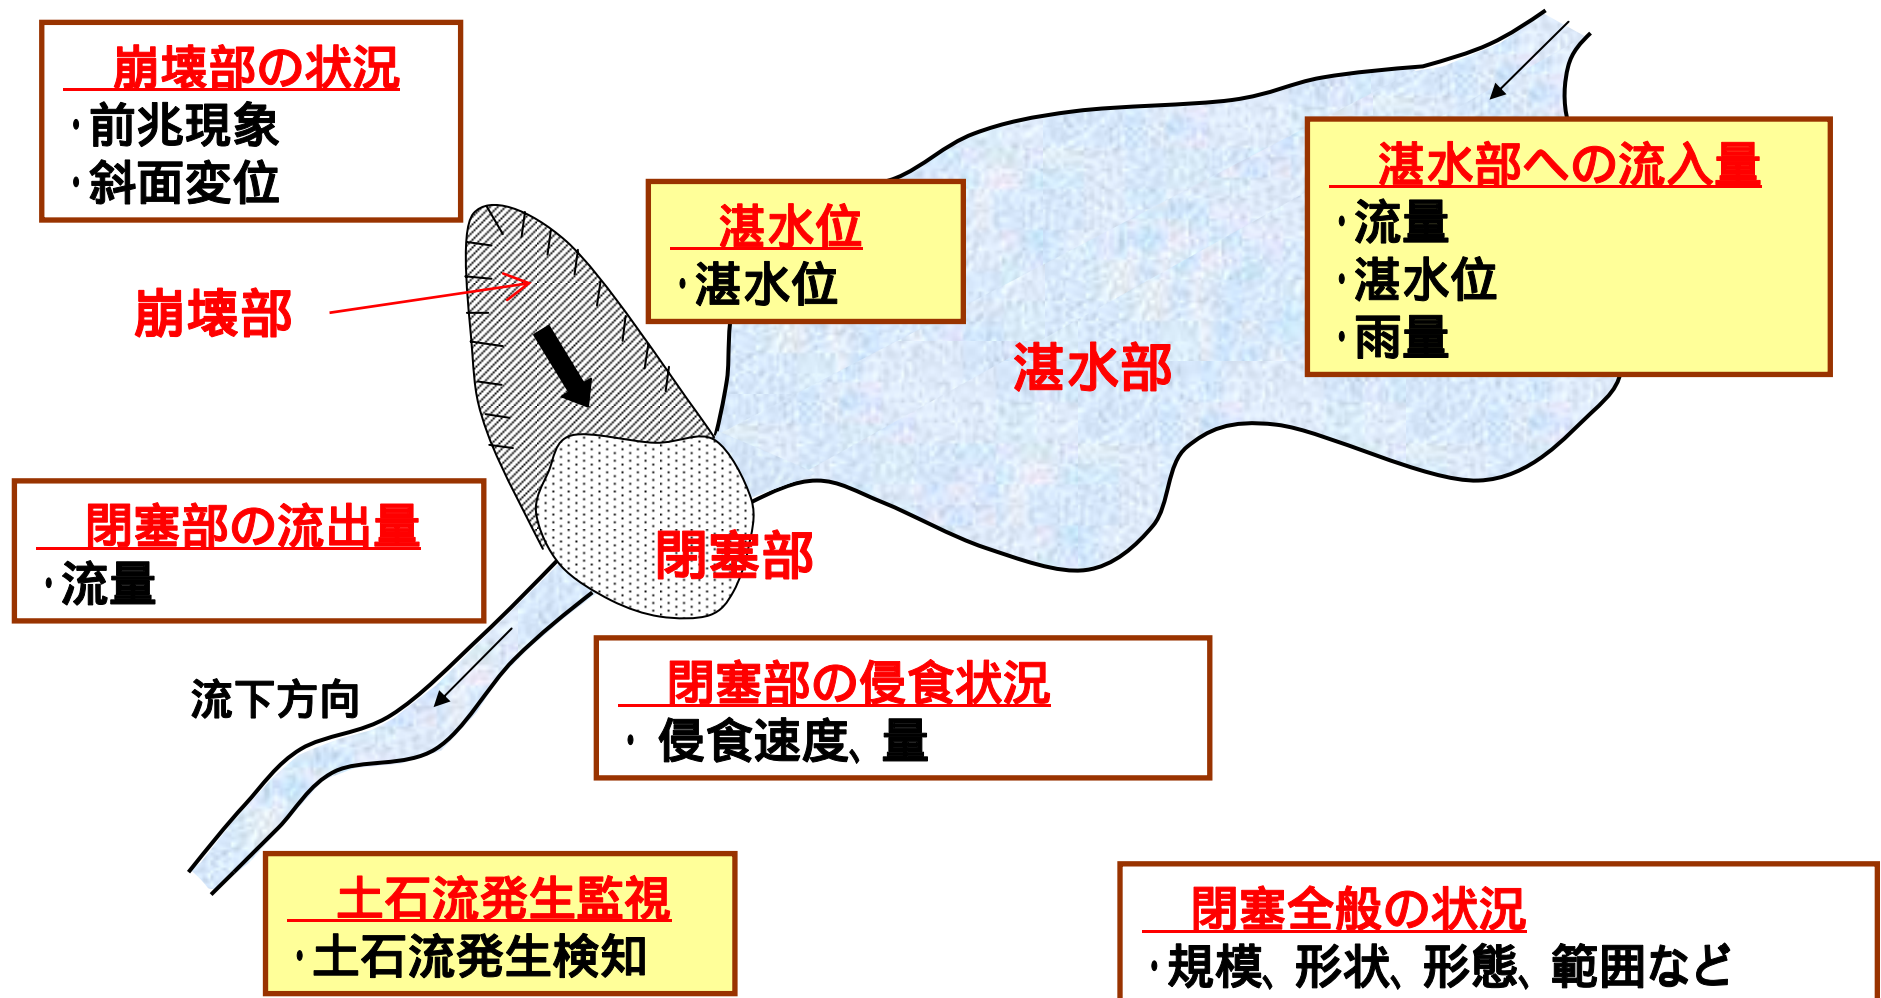 崩壊部の状況
・前兆現象
・斜面変位
湛水部への流入量
・流量
・湛水位
・雨量
湛水位
・湛水位
崩壊部
湛水部
閉塞部の流出量
・流量
閉塞部
流下方向
閉塞部の侵食状況
・ 侵食速度、量
土石流発生監視
・土石流発生検知
閉塞全般の状況
・規模、形状、形態、範囲など